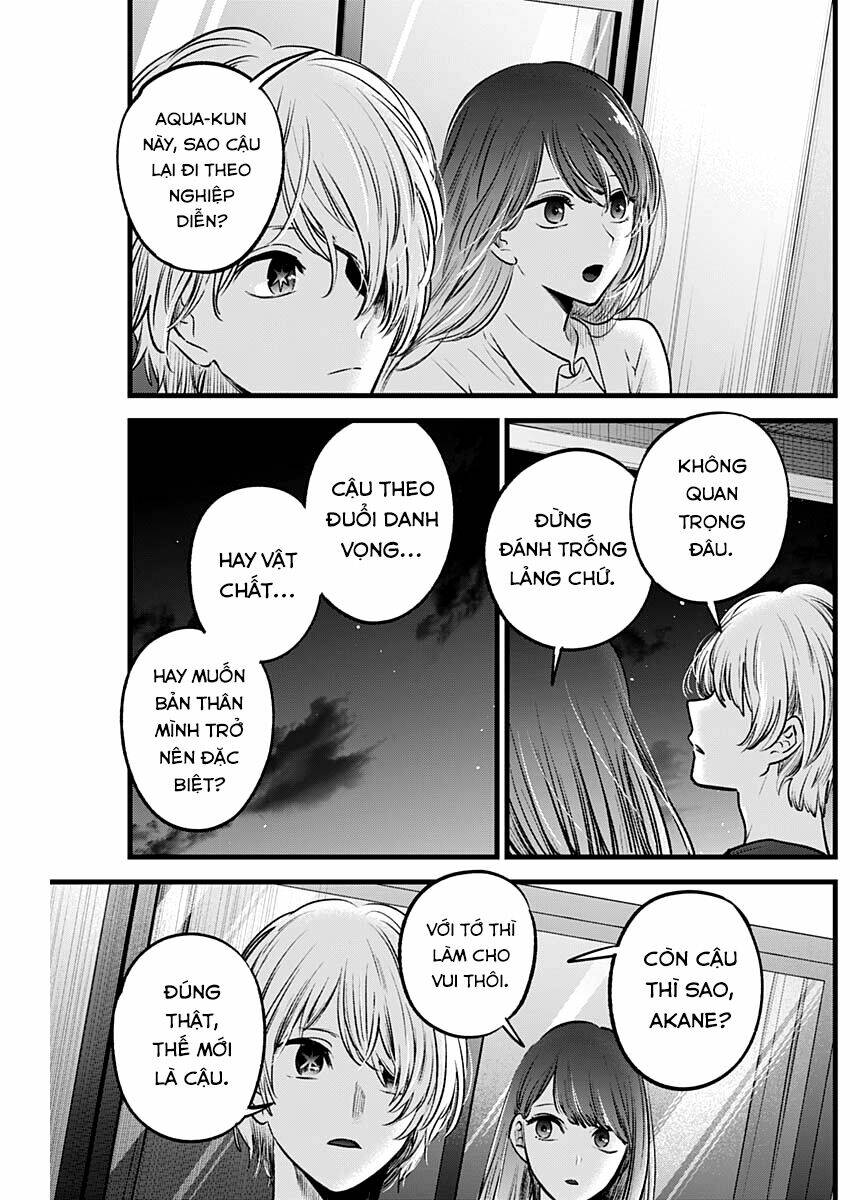 AQUA-KUN
NÀY, SAO CẬU
LẠI ĐI THEO
NGHIỆP
DIỄN?
KHÔNG
QUAN
TRỌNG
ĐÂU.
ĐỪNG
ĐÁNH TRỐNG
LẢNG CHỨ.
CẬU THEO
ĐUỔI DANH
VỌNG...
HAY VẬT
CHẤT...
HAY MUỐN
BẢN THÂN
MÌNH TRỞ
NÊN ĐẶC
BIỆT?
CÒN CẬU
THÌ SAO,
AKANE?
VỚI TỚ THÌ
LÀM CHO
VUI THÔI.
ĐÚNG
THẬT,
THẾ MỚI
LÀ CẬU.